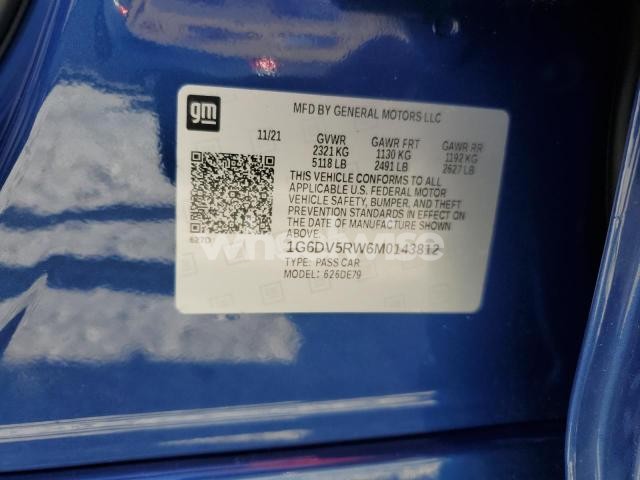 gm
MFD BY GENERAL MOTORS LLC
11/21 GVWR GAWR FRT GAWR RR
2321 KG 1130 KG 1192 KG
5118 LB 2491 LB 2627 LB
THIS VEHICLE CONFORMS TO ALL
APPLICABLE U.S. FEDERAL MOTOR
VEHICLE SAFETY, BUMPER, AND THEFT
PREVENTION STANDARDS IN EFFECT ON
THE DATE OF MANUFACTURE SHOWN
ABOVE.
1G6DV5RW6M0143812
TYPE: PASS CAR
MODEL: 626DE79